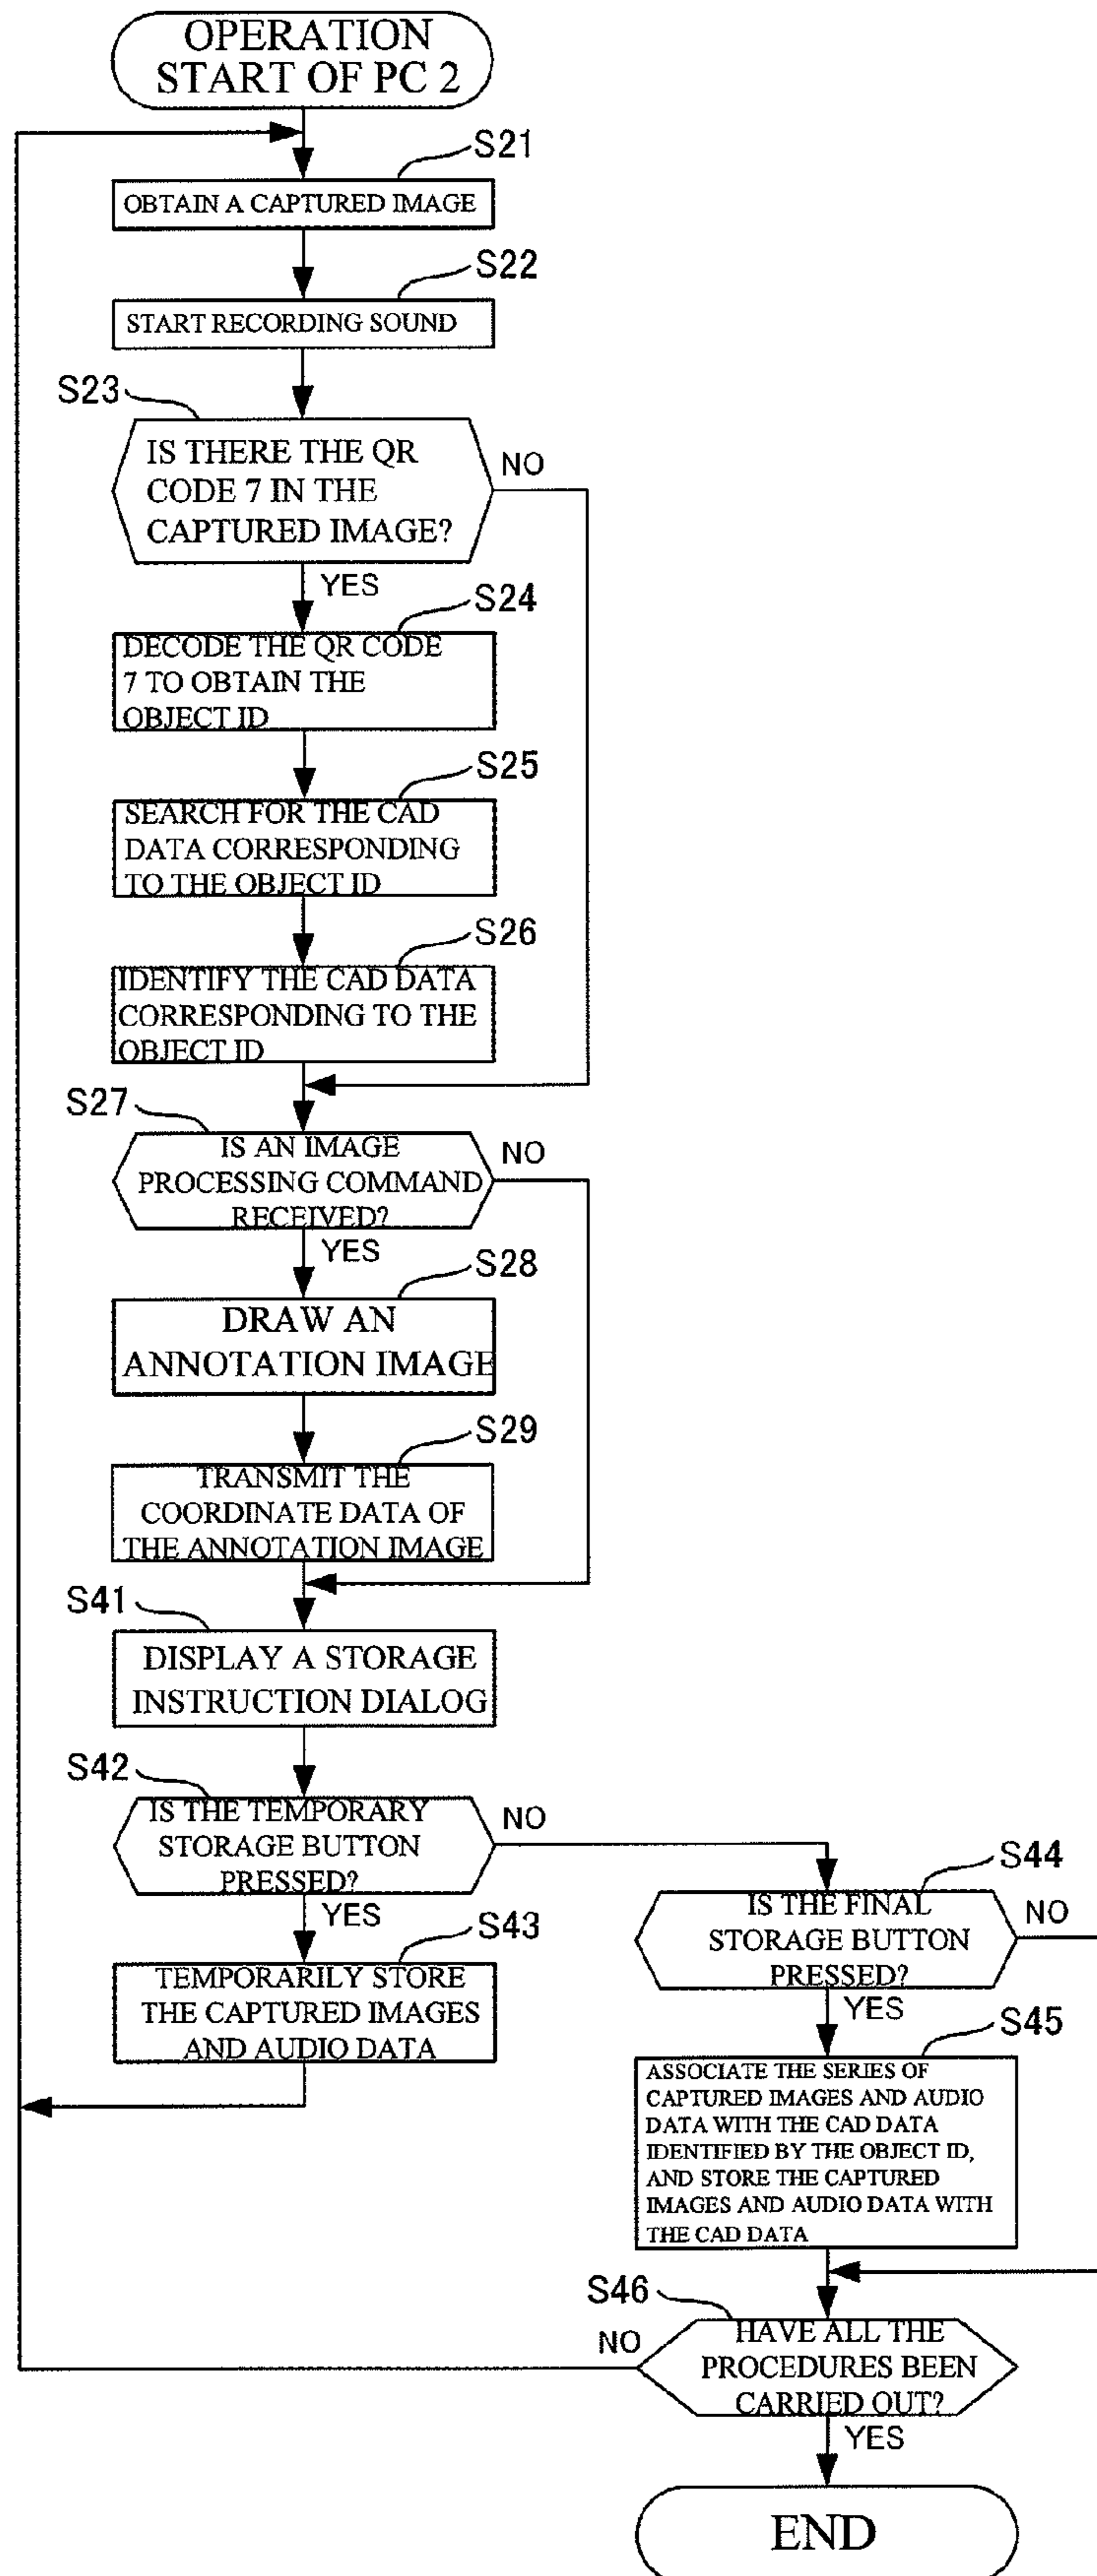 OPERATION
START OF PC 2
S21
OBTAIN A CAPTURED IMAGE
S22
START RECORDING SOUND
S23
IS THERE THE QR
CODE 7 IN THE
CAPTURED IMAGE?
NO
YES
S24
DECODE THE QR CODE
7 TO OBTAIN THE
OBJECT ID
S25
SEARCH FOR THE CAD
DATA CORRESPONDING
TO THE OBJECT ID
S26
IDENTIFY THE CAD DATA
CORRESPONDING TO THE
OBJECT ID
S27
IS AN IMAGE
PROCESSING COMMAND
RECEIVED?
NO
YES
S28
DRAW AN
ANNOTATION IMAGE
S29
TRANSMIT THE
COORDINATE DATA OF
THE ANNOTATION IMAGE
S41
DISPLAY A STORAGE
INSTRUCTION DIALOG
S42
IS THE TEMPORARY
STORAGE BUTTON
PRESSED?
NO
YES
S43
TEMPORARILY STORE
THE CAPTURED IMAGES
AND AUDIO DATA
S44
IS THE FINAL
STORAGE BUTTON
PRESSED?
NO
YES
S45
ASSOCIATE THE SERIES OF
CAPTURED IMAGES AND AUDIO
DATA WITH THE CAD DATA
IDENTIFIED BY THE OBJECT ID,
AND STORE THE CAPTURED
IMAGES AND AUDIO DATA WITH
THE CAD DATA
S46
HAVE ALL THE
PROCEDURES BEEN
CARRIED OUT?
NO
YES
END